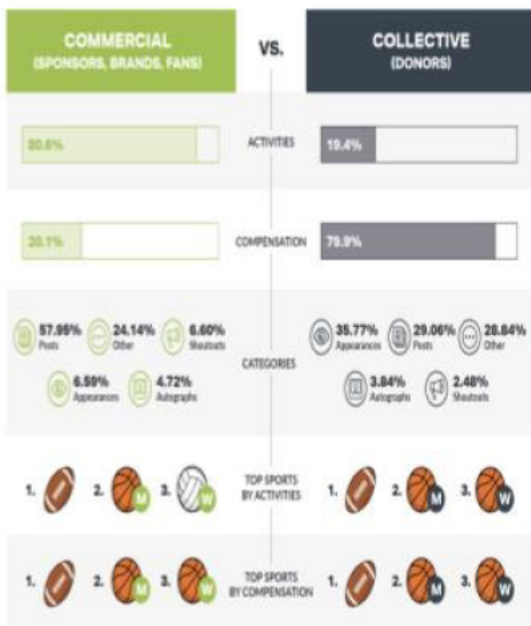 COMMERCIAL
(SPONSORS, BRANDS, FANS)
VS.
COLLECTIVE
(DONORS)
80.6%
ACTIVITIES
19.4%
20.1%
COMPENSATION
79.9%
57.95%
Posts
24.14%
Other
6.60%
Shoutouts
6.59%
Appearances
4.72%
Autographs
CATEGORIES
35.77%
Appearances
29.06%
Posts
28.84%
Other
3.84%
Autographs
2.48%
Shoutouts
1.
2. M
3. W
TOP SPORTS
BY ACTIVITIES
1.
2. M
3. W
1.
2. M
3. W
TOP SPORTS
BY COMPENSATION
1.
2. M
3. W